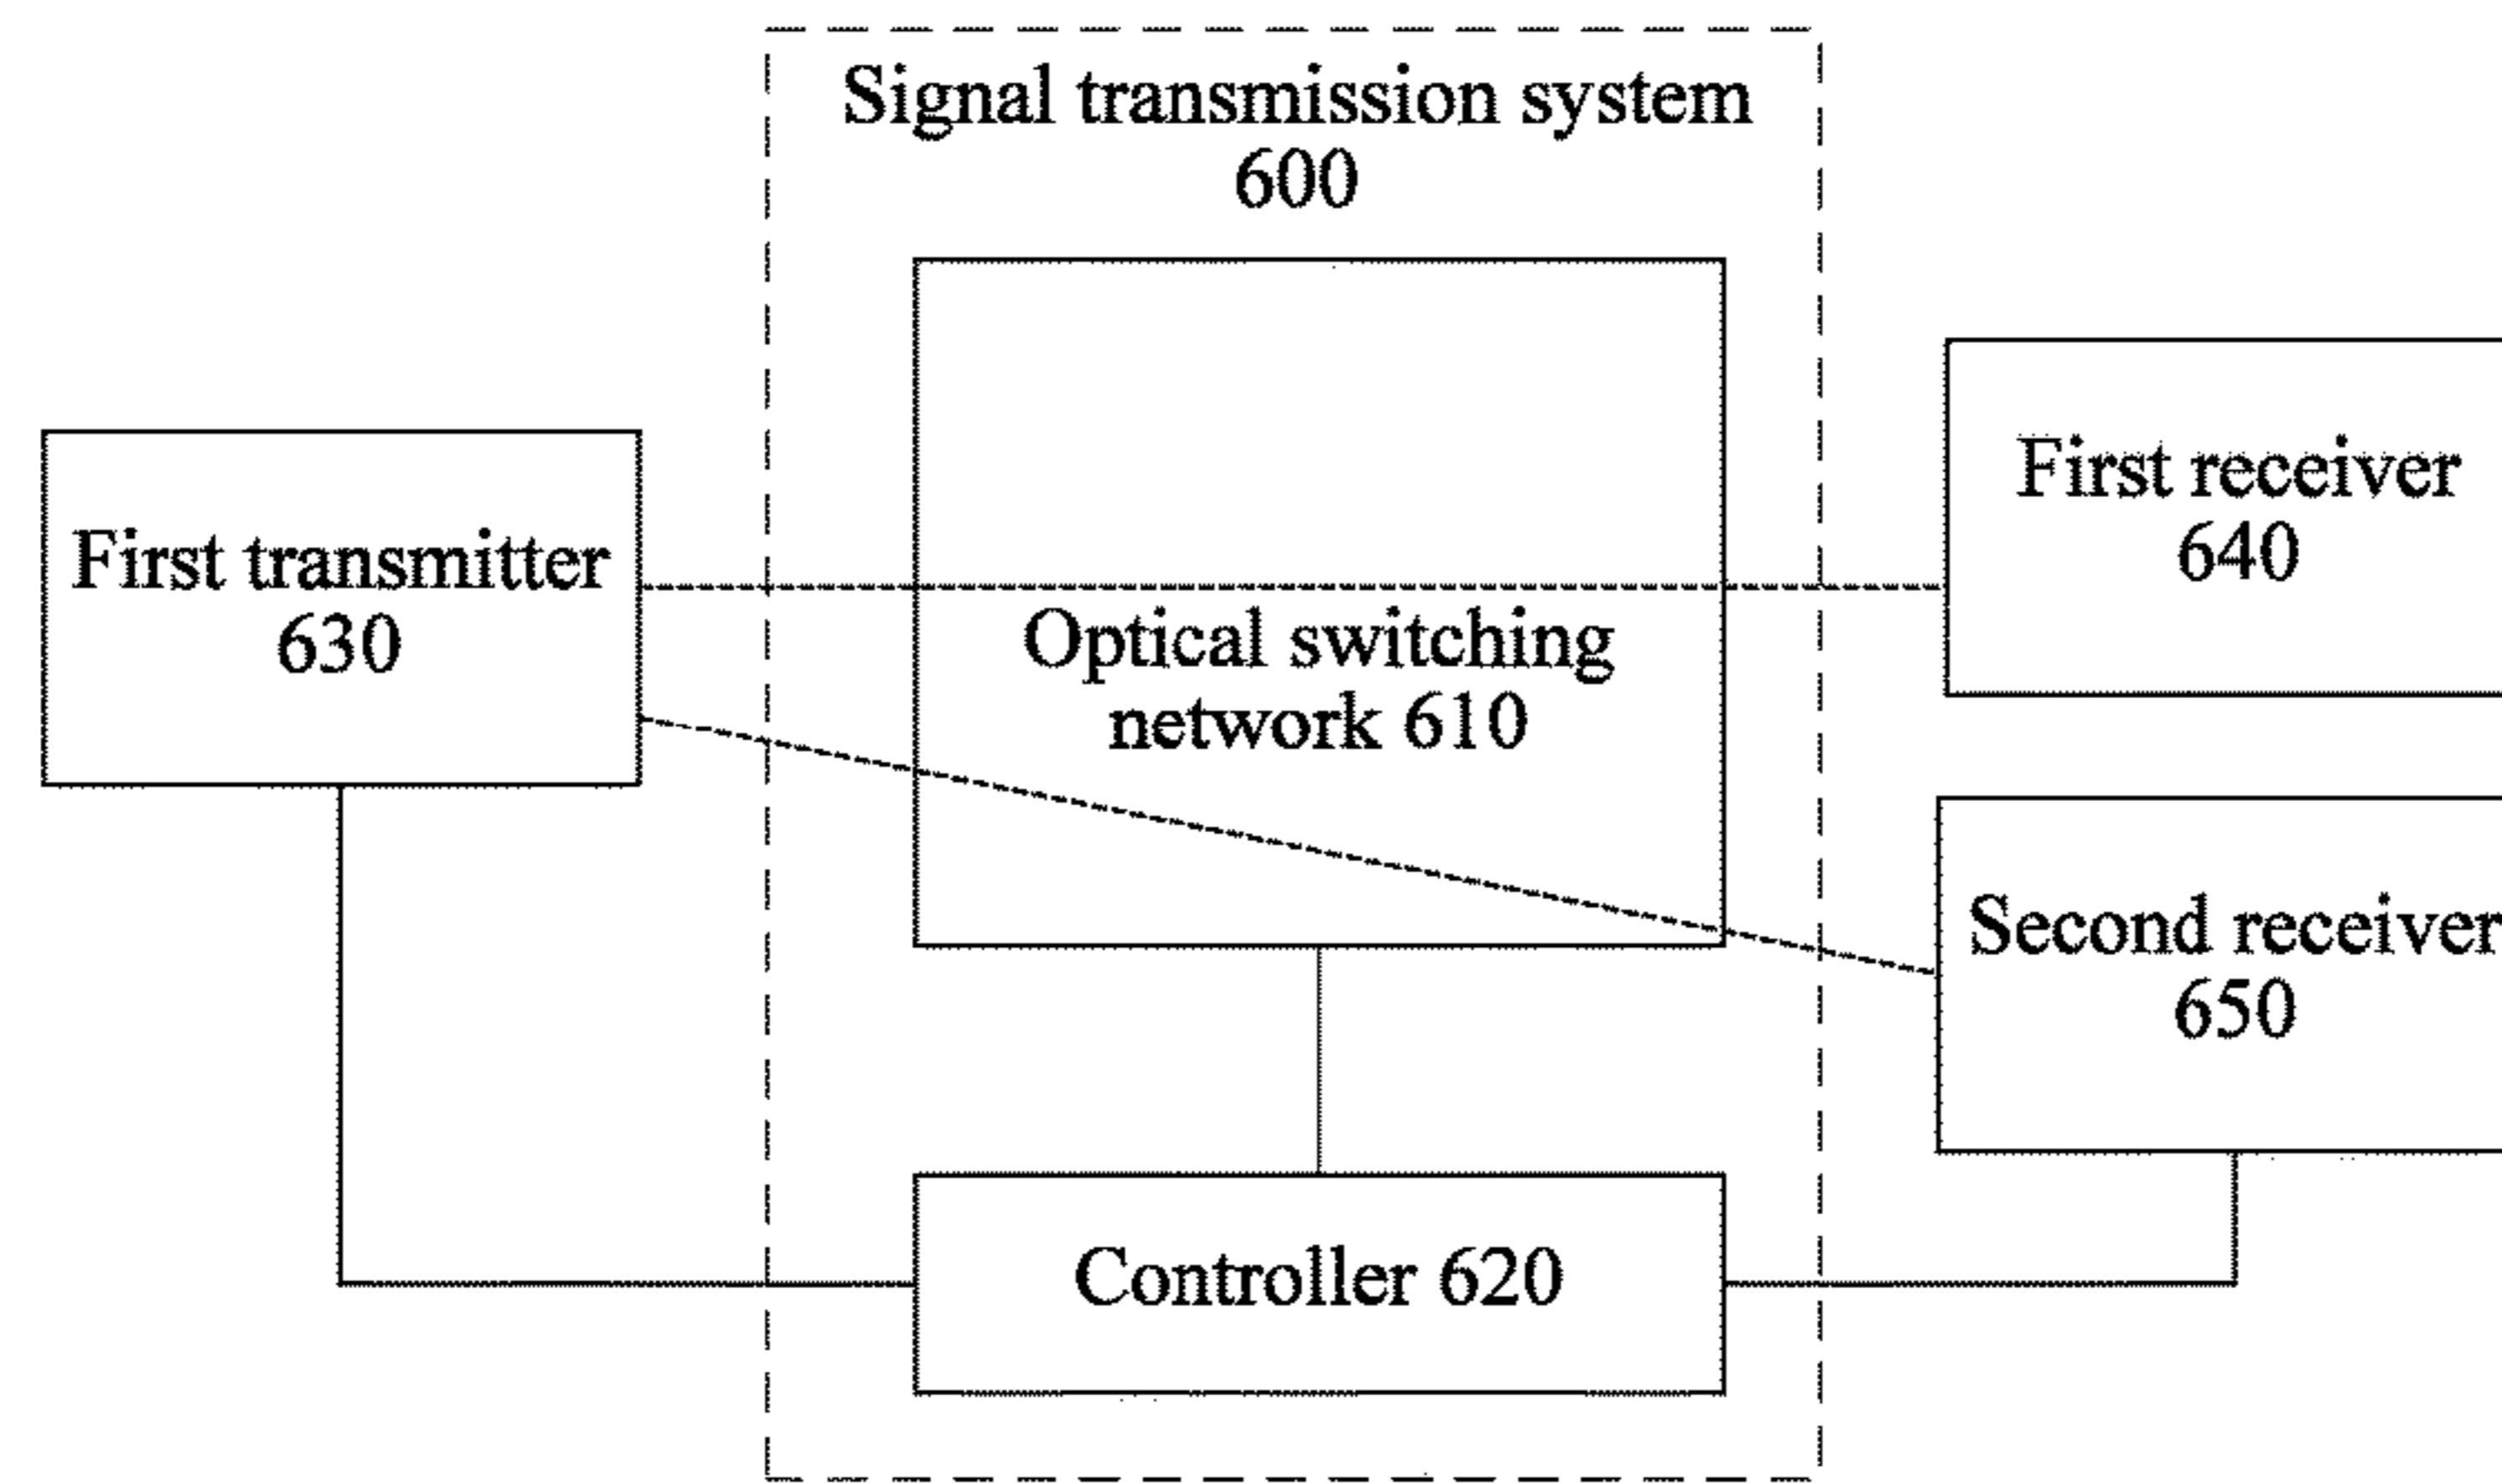 Signal transmission system
600
First transmitter
630
Optical switching
network 610
First receiver
640
Second receiver
650
Controller 620